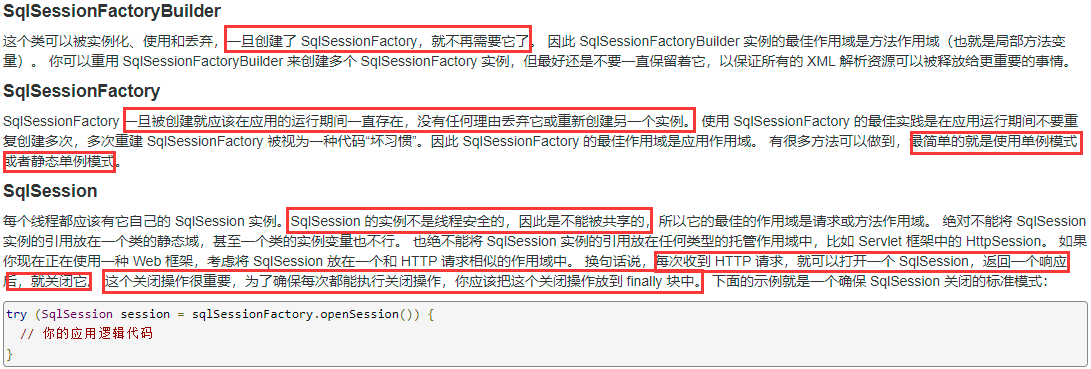 SqlSessionFactoryBuilder
这个类可以被实例化、使用和丢弃，一旦创建了 SqlSessionFactory，就不再需要它了。 因此 SqlSessionFactoryBuilder 实例的最佳作用域是方法作用域（也就是局部方法变
量）。 你可以重用 SqlSessionFactoryBuilder 来创建多个 SqlSessionFactory 实例，但最好还是不要一直保留着它，以保证所有的 XML 解析资源可以被释放给更重要的事情。
SqlSessionFactory
SqlSessionFactory 一旦被创建就应该在应用的运行期间一直存在，没有任何理由丢弃它或重新创建另一个实例。 使用 SqlSessionFactory 的最佳实践是在应用运行期间不要重
复创建多次，多次重建 SqlSessionFactory 被视为一种代码“坏习惯”。因此 SqlSessionFactory 的最佳作用域是应用作用域。 有很多方法可以做到，最简单的就是使用单例模式
或者静态单例模式。
SqlSession
每个线程都应该有它自己的 SqlSession 实例。SqlSession 的实例不是线程安全的，因此是不能被共享的，所以它的最佳的作用域是请求或方法作用域。 绝对不能将 SqlSession
实例的引用放在一个类的静态域，甚至一个类的实例变量也不行。 也绝不能将 SqlSession 实例的引用放在任何类型的托管作用域中，比如 Servlet 框架中的 HttpSession。 如果
你现在正在使用一种 Web 框架，考虑将 SqlSession 放在一个和 HTTP 请求相似的作用域中。 换句话说，每次收到 HTTP 请求，就可以打开一个 SqlSession，返回一个响应
后，就关闭它。 这个关闭操作很重要，为了确保每次都能执行关闭操作，你应该把这个关闭操作放到 finally 块中。 下面的示例就是一个确保 SqlSession 关闭的标准模式：
try (SqlSession session = sqlSessionFactory.openSession()) {
// 你的应用逻辑代码
}